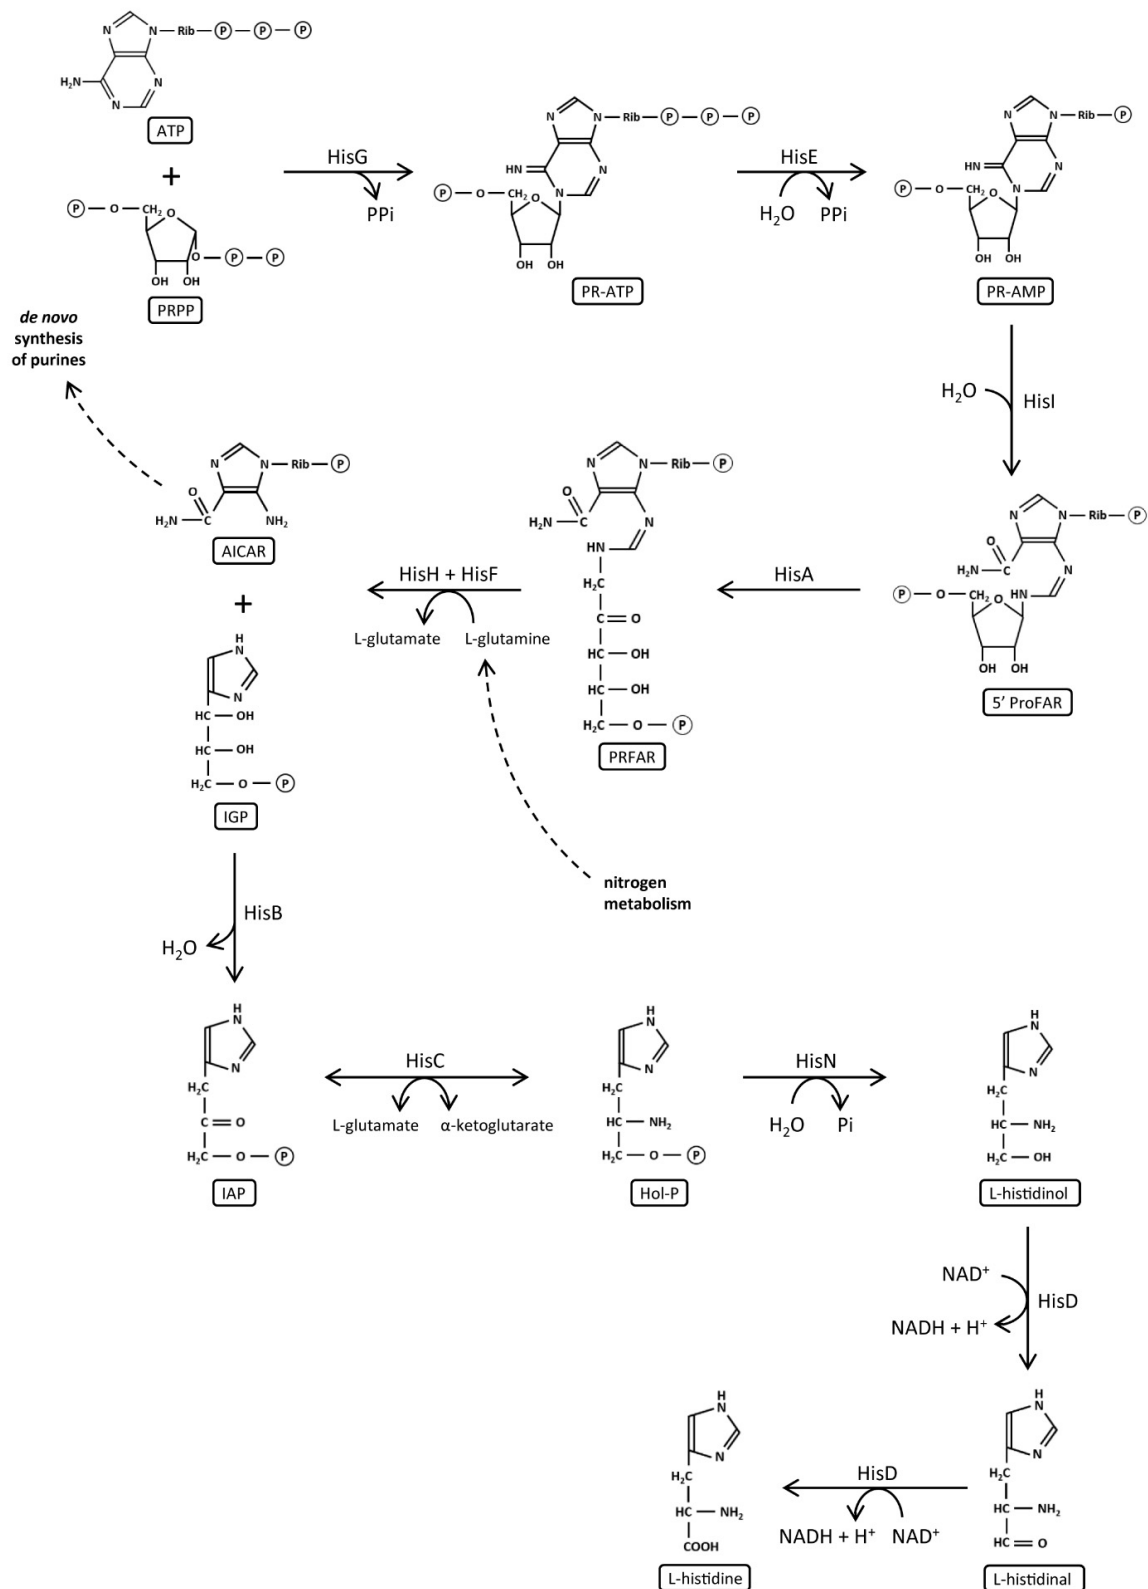 N
N — Rib — P — P — P
H₂N
N
N
ATP
+
P — O — CH₂ O
O — P — P
OH OH
PRPP
HisG
PPi
N
N — Rib — P — P — P
HN
N
N
P — O — CH₂ O
OH OH
PR-ATP
HisE
H₂O
PPi
N
N — Rib — P
HN
N
N
P — O — CH₂ O
OH OH
PR-AMP
H₂O
HisI
N
N — Rib — P
O
H₂N — C
N
P — O — CH₂ O HN
OH OH
5’ ProFAR
HisA
N
N — Rib — P
O
H₂N — C
N
HN
H₂C
C = O
HC — OH
HC — OH
H₂C — O — P
PRFAR
HisH + HisF
L-glutamate
L-glutamine
nitrogen
metabolism
de novo
synthesis
of purines
N
N — Rib — P
O
H₂N — C
NH₂
AICAR
+
H
N
N
HC — OH
HC — OH
H₂C — O — P
IGP
HisB
H₂O
H
N
N
H₂C
C = O
H₂C — O — P
IAP
HisC
L-glutamate
α-ketoglutarate
H
N
N
H₂C
HC — NH₂
H₂C — O — P
Hol-P
HisN
H₂O
Pi
H
N
N
H₂C
HC — NH₂
H₂C — OH
L-histidinol
NAD⁺
HisD
NADH + H⁺
H
N
N
H₂C
HC — NH₂
HC = O
L-histidinal
HisD
NADH + H⁺
NAD⁺
H
N
N
H₂C
HC — NH₂
COOH
L-histidine